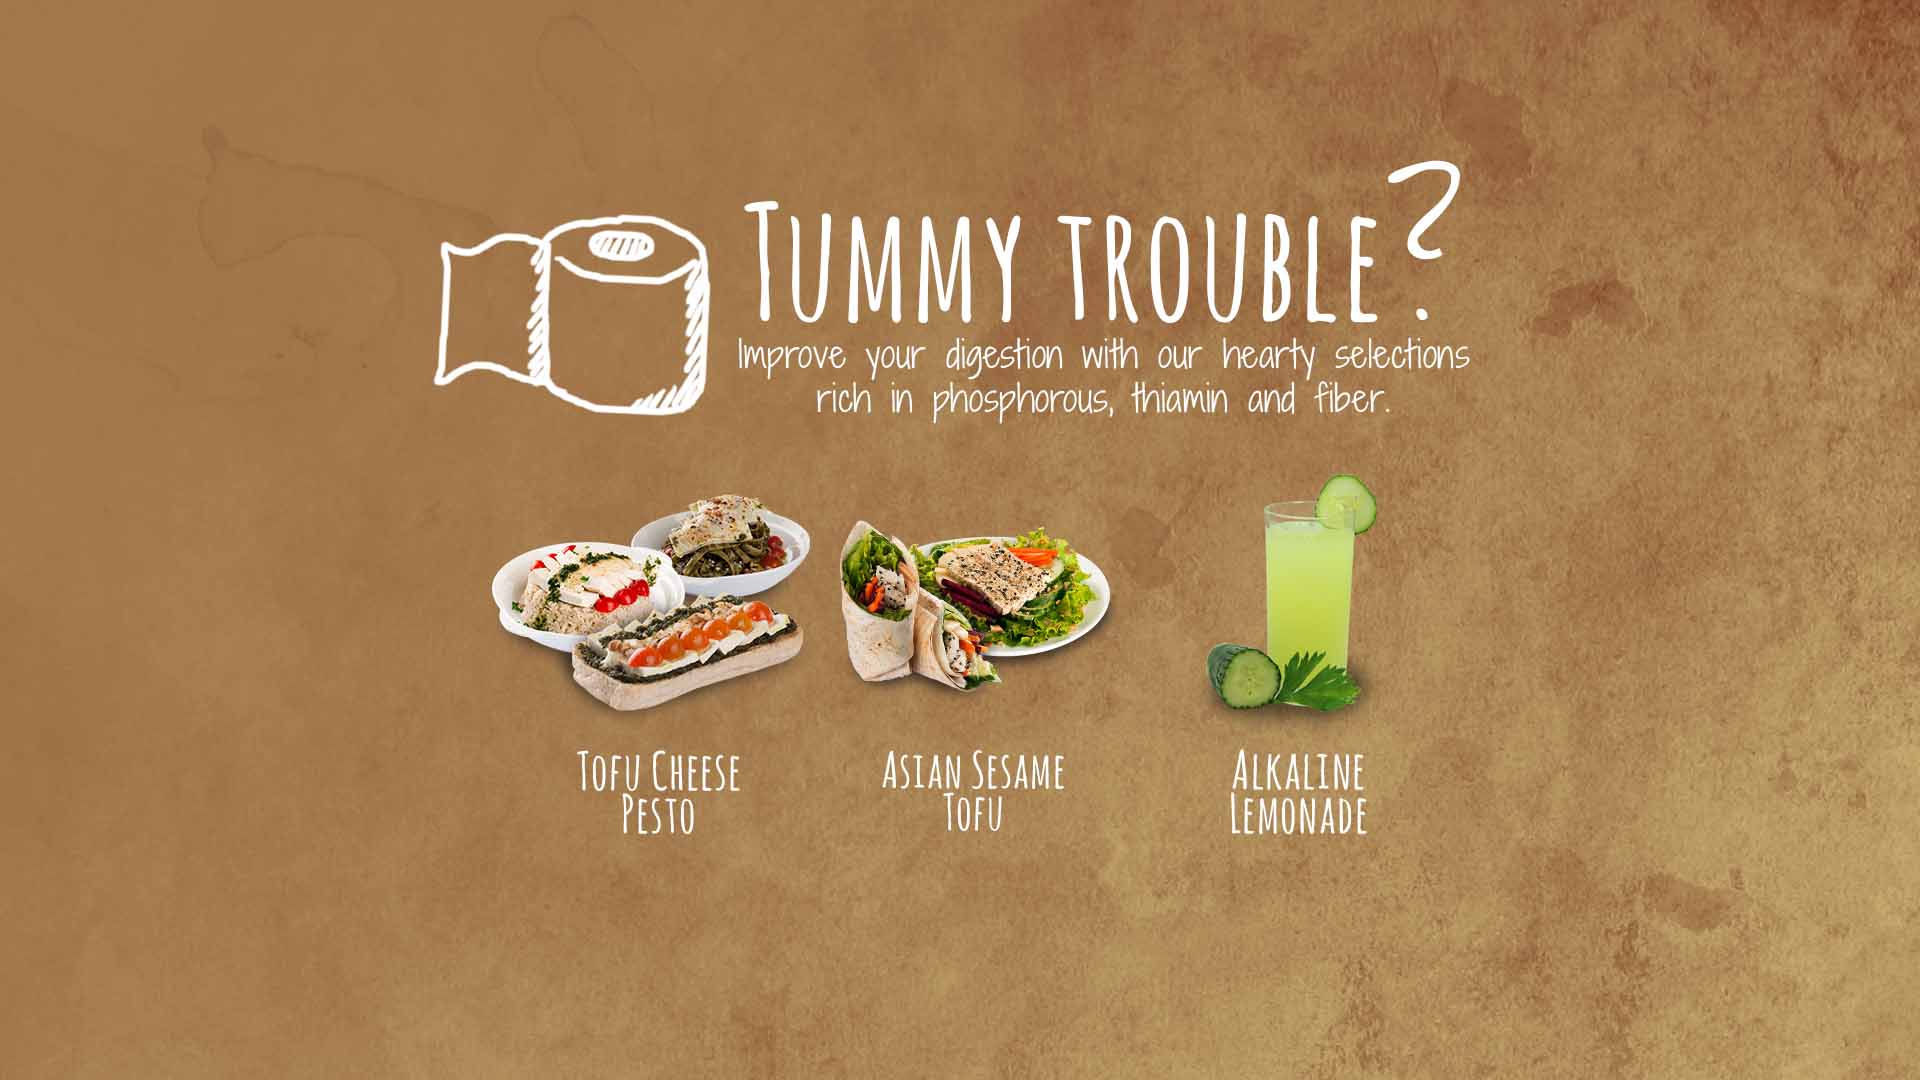 Tummy trouble?
Improve your digestion with our hearty selections
rich in phosphorous, thiamin and fiber.
Tofu Cheese
Pesto
Asian Sesame
Tofu
Alkaline
Lemonade